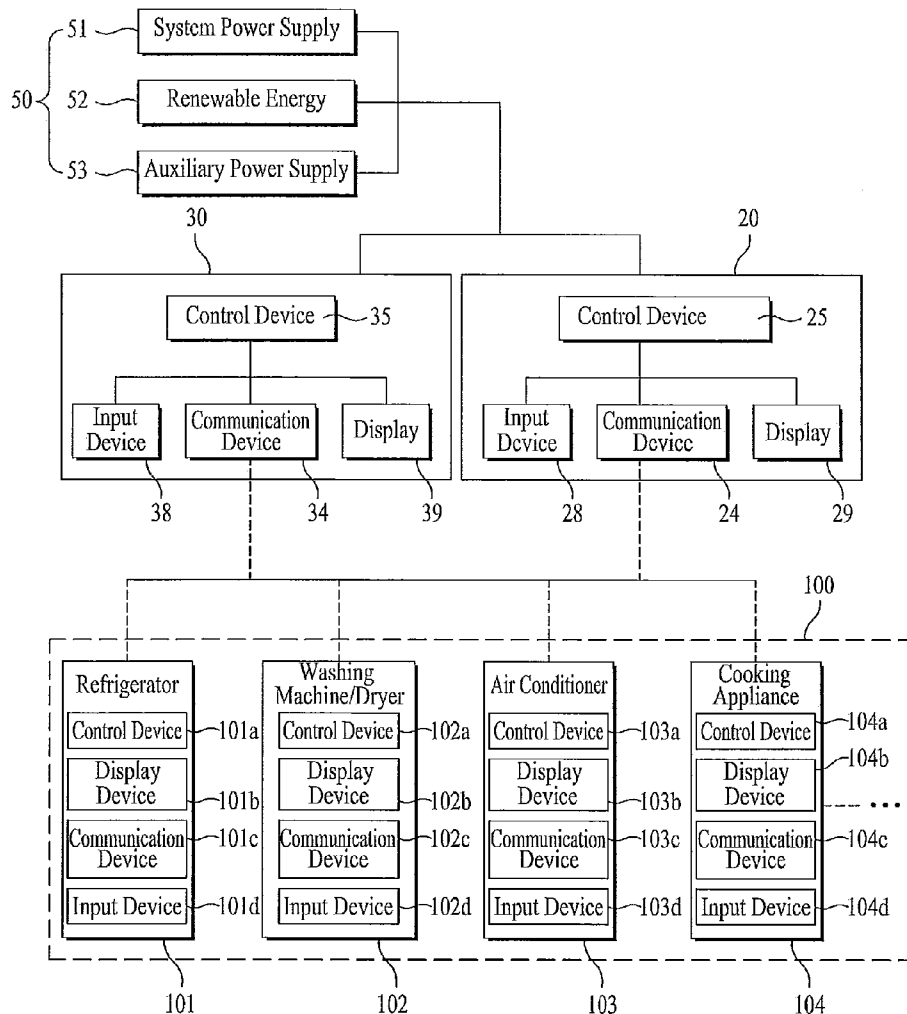 51
System Power Supply
50
52
Renewable Energy
53
Auxiliary Power Supply
30
20
Control Device
35
Control Device
25
Input
Device
Communication
Device
Display
Input
Device
Communication
Device
Display
38
34
39
28
24
29
100
Refrigerator
Washing
Machine/Dryer
Air Conditioner
Cooking
Appliance
Control Device
101a
Control Device
102a
Control Device
103a
Control Device
104a
Display
Device
101b
Display
Device
102b
Display
Device
103b
Display
Device
104b
...
Communication
Device
101c
Communication
Device
102c
Communication
Device
103c
Communication
Device
104c
Input Device
101d
Input Device
102d
Input Device
103d
Input Device
104d
101
102
103
104